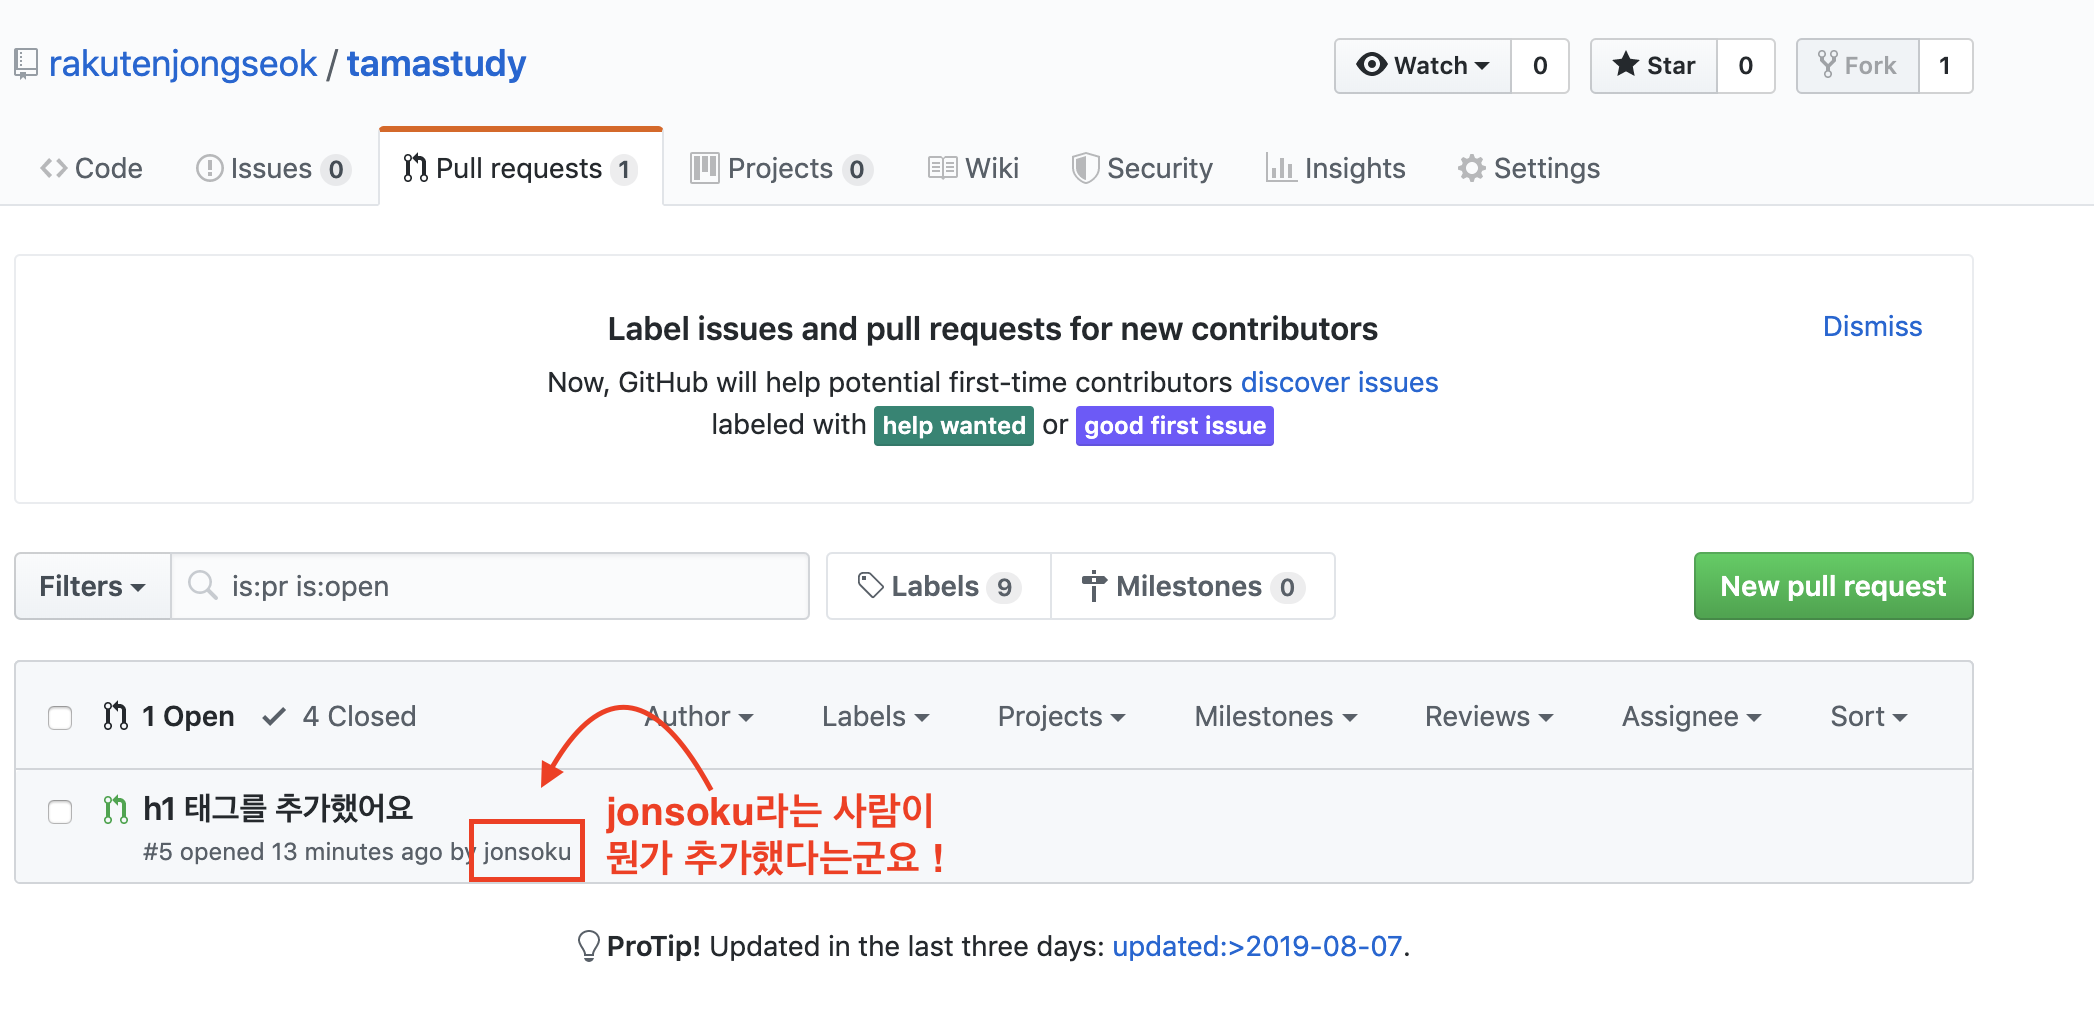 rakutenjongseok / tamastudy
Watch 0 Star 0 Fork 1
Code Issues 0 Pull requests 1 Projects 0 Wiki Security Insights Settings
Label issues and pull requests for new contributors
Dismiss
Now, GitHub will help potential first-time contributors discover issues
labeled with help wanted or good first issue
Filters is:pr is:open Labels 9 Milestones 0 New pull request
1 Open 4 Closed Author Labels Projects Milestones Reviews Assignee Sort
h1 태그를 추가했어요
#5 opened 13 minutes ago by jonsoku
jonsoku라는 사람이
뭔가 추가했다는군요 !
ProTip! Updated in the last three days: updated:>2019-08-07.